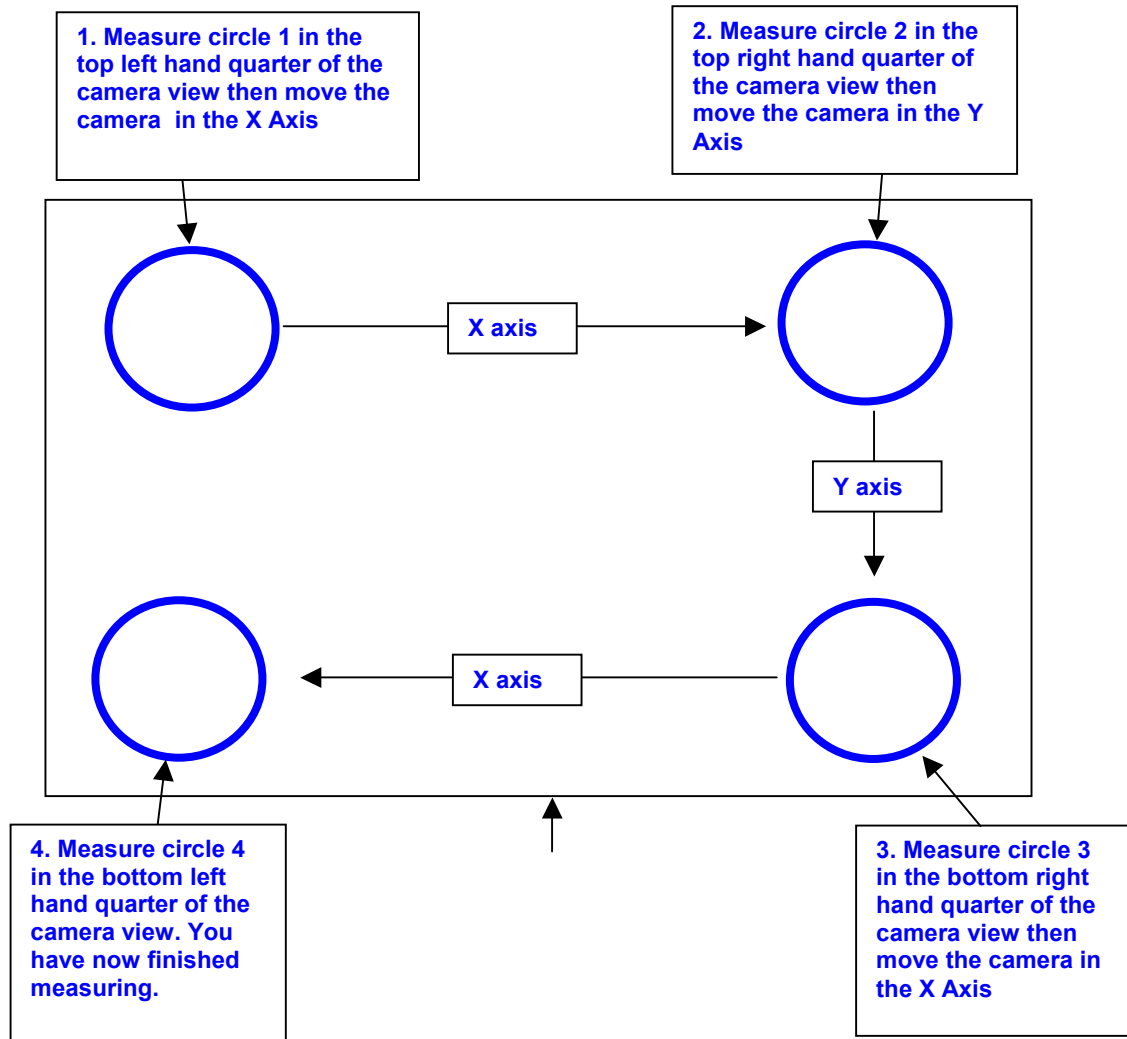 1. Measure circle 1 in the
top left hand quarter of the
camera view then move the
camera  in the X Axis
2. Measure circle 2 in the
top right hand quarter of
the camera view then
move the camera in the Y
Axis
X axis
Y axis
X axis
4. Measure circle 4
in the bottom left
hand quarter of the
camera view. You
have now finished
measuring.
3. Measure circle 3
in the bottom right
hand quarter of the
camera view then
move the camera in
the X Axis